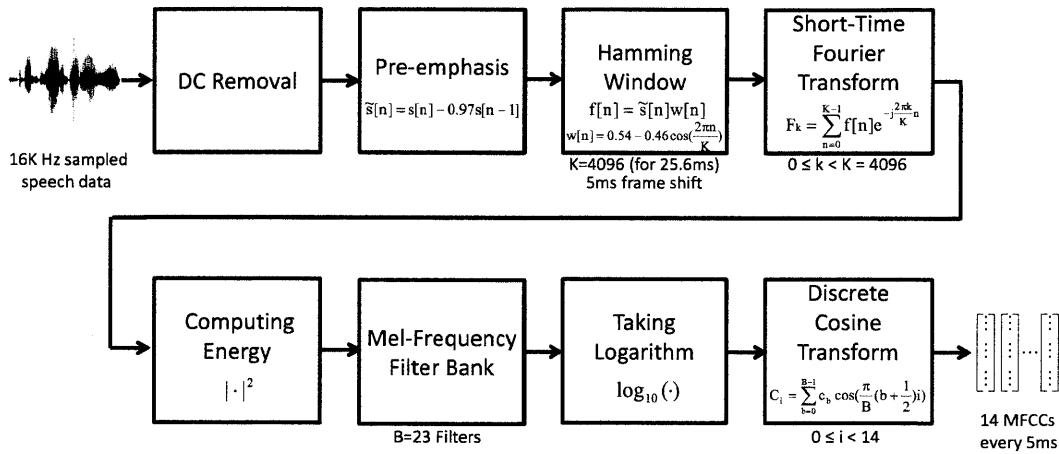 16K Hz sampled
speech data
DC Removal
Pre-emphasis
s̃[n] = s[n] − 0.97s[n − 1]
Hamming
Window
f[n] = s̃[n]w[n]
w[n] = 0.54 − 0.46cos(2πn/K)
K=4096 (for 25.6ms)
5ms frame shift
Short-Time
Fourier
Transform
F_k = ∑_{n=0}^{K-1} f[n]e^{-j(2πk/K)n}
0 ≤ k < K = 4096
Computing
Energy
|·|²
Mel-Frequency
Filter Bank
B=23 Filters
Taking
Logarithm
log₁₀(·)
Discrete
Cosine
Transform
C_i = ∑_{b=0}^{B-1} c_b cos(π/B(b+1/2)i)
0 ≤ i < 14
14 MFCCs
every 5ms